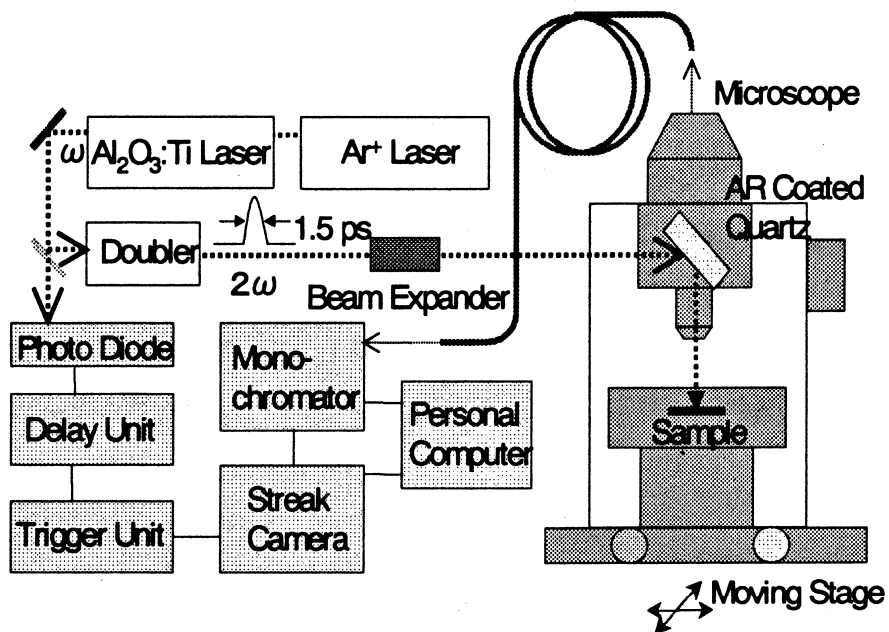 Microscope
ω
Al₂O₃:Ti Laser
Ar⁺ Laser
AR Coated
Quartz
Doubler
1.5 ps
2ω
Beam Expander
Photo Diode
Mono-
chromator
Delay Unit
Personal
Computer
Sample
Streak
Camera
Trigger Unit
Moving Stage